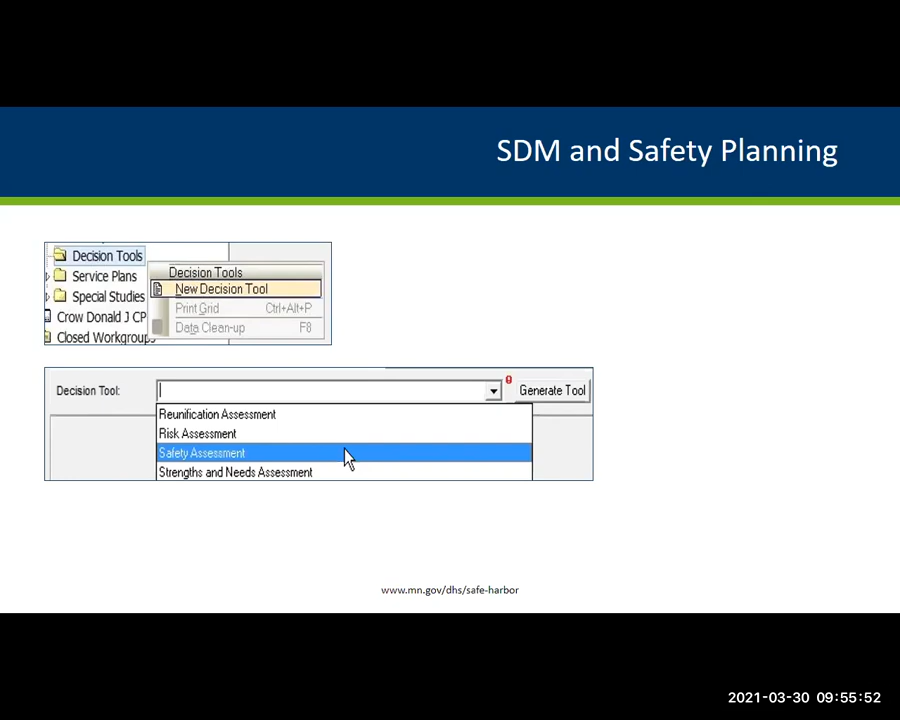 SDM and Safety Planning
Decision Tools
Service Plans
Special Studies
Crow Donald J CP
Closed Workgroups
Decision Tools
New Decision Tool
Print Grid Ctrl+Alt+P
Data Clean-up F8
Decision Tool: Generate Tool
Reunification Assessment
Risk Assessment
Safety Assessment
Strengths and Needs Assessment
www.mn.gov/dhs/safe-harbor
2021-03-30 09:55:52